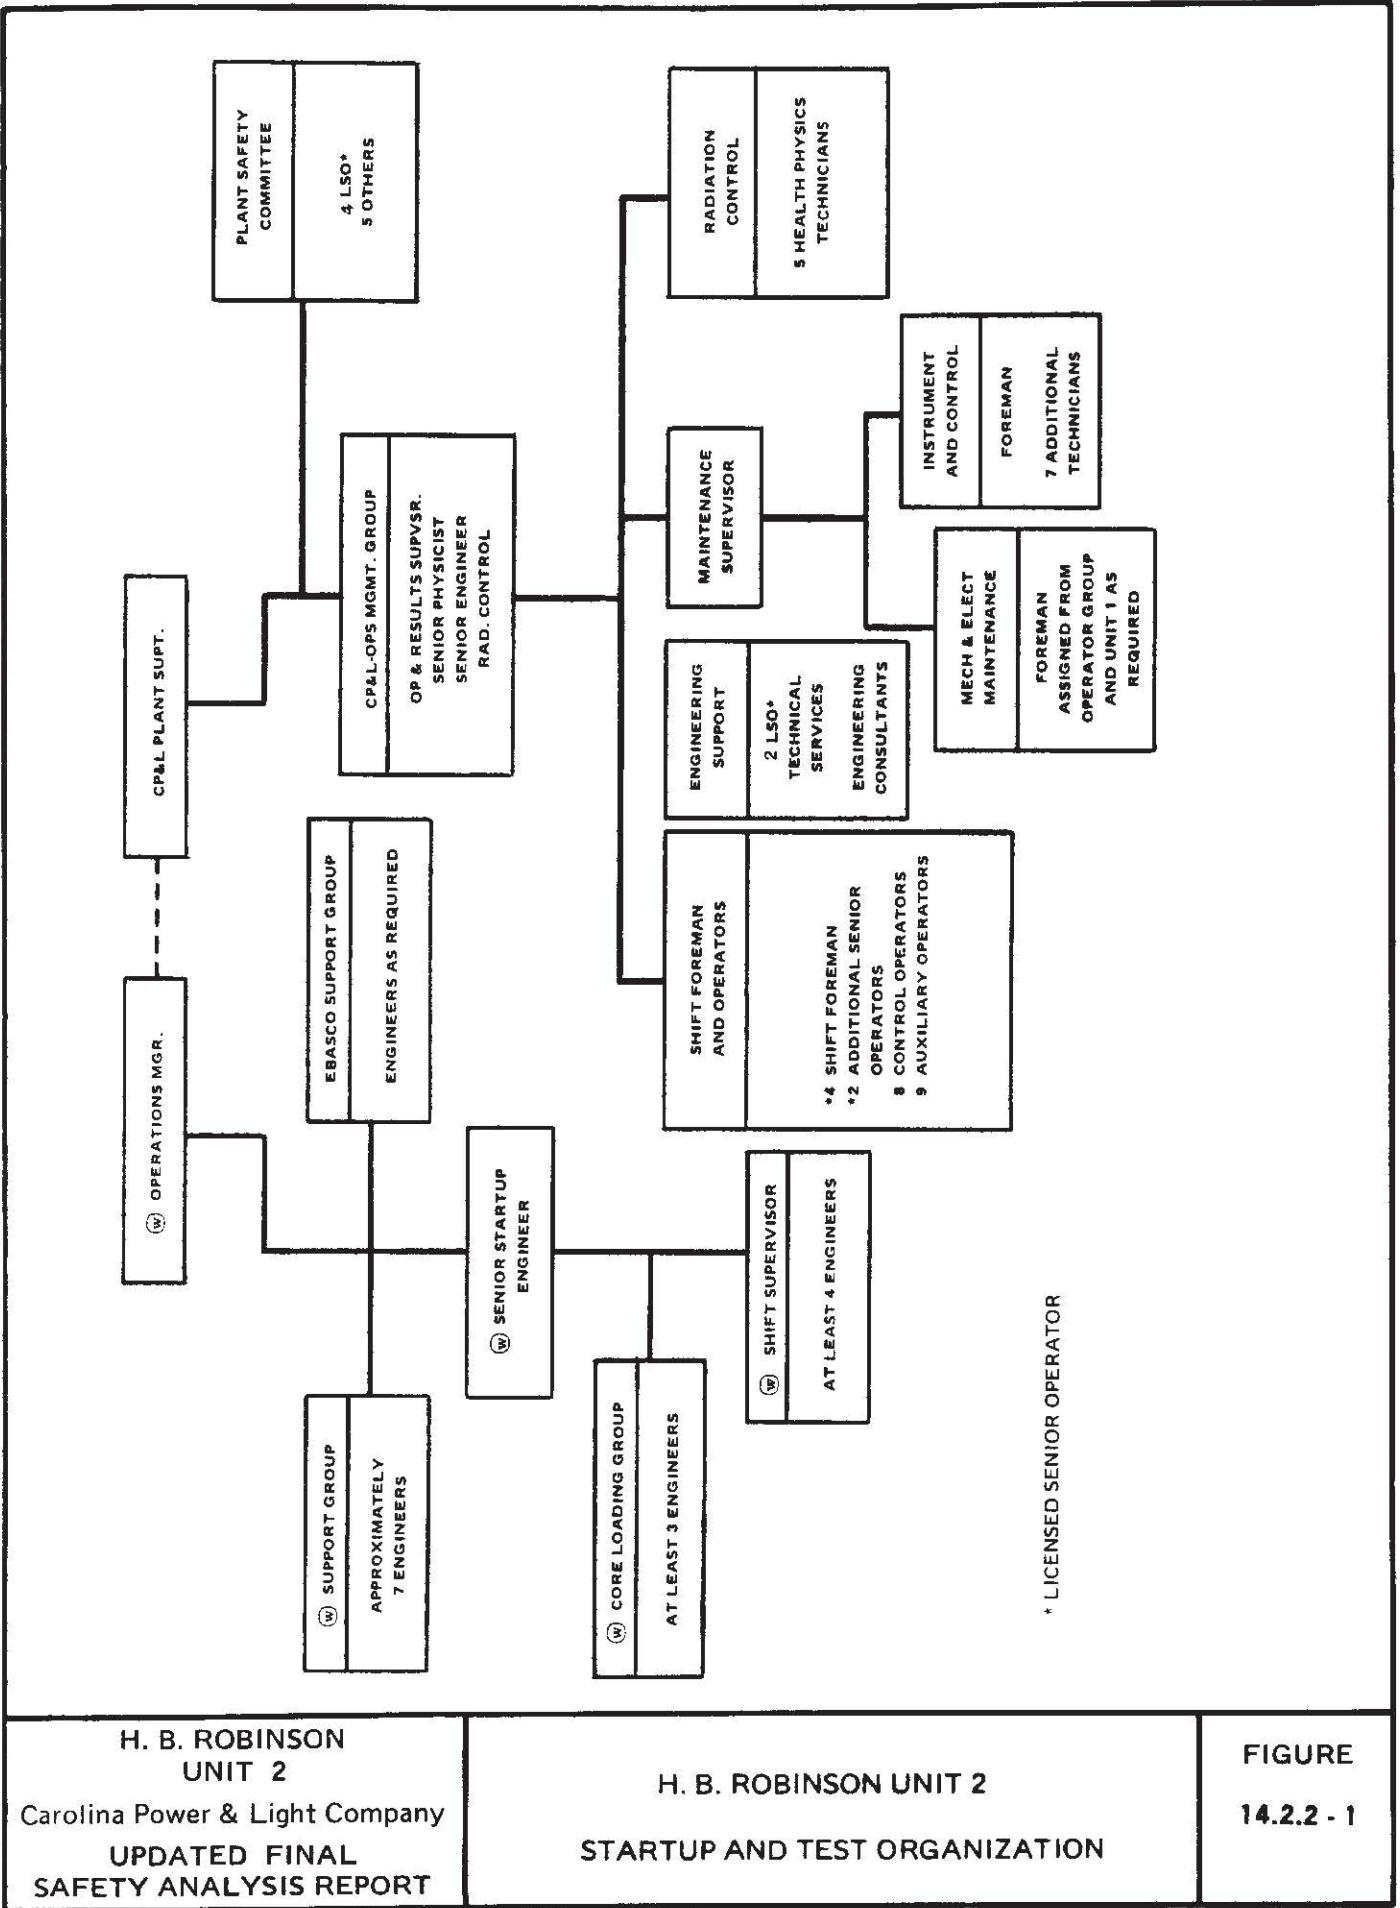 Ⓦ OPERATIONS MGR.
CP&L PLANT SUPT.
Ⓦ SUPPORT GROUP
APPROXIMATELY
7 ENGINEERS
EBASCO SUPPORT GROUP
ENGINEERS AS REQUIRED
PLANT SAFETY
COMMITTEE
4 LSO*
5 OTHERS
CP&L-OPS MGMT. GROUP
OP & RESULTS SUPVSR.
SENIOR PHYSICIST
SENIOR ENGINEER
RAD. CONTROL
Ⓦ SENIOR STARTUP
ENGINEER
Ⓦ CORE LOADING GROUP
AT LEAST 3 ENGINEERS
Ⓦ SHIFT SUPERVISOR
AT LEAST 4 ENGINEERS
SHIFT FOREMAN
AND OPERATORS
*4 SHIFT FOREMAN
*2 ADDITIONAL SENIOR
OPERATORS
8 CONTROL OPERATORS
9 AUXILIARY OPERATORS
ENGINEERING
SUPPORT
2 LSO*
TECHNICAL
SERVICES
ENGINEERING
CONSULTANTS
MAINTENANCE
SUPERVISOR
RADIATION
CONTROL
5 HEALTH PHYSICS
TECHNICIANS
MECH & ELECT
MAINTENANCE
FOREMAN
ASSIGNED FROM
OPERATOR GROUP
AND UNIT 1 AS
REQUIRED
INSTRUMENT
AND CONTROL
FOREMAN
7 ADDITIONAL
TECHNICIANS
* LICENSED SENIOR OPERATOR
H. B. ROBINSON
UNIT 2
Carolina Power & Light Company
UPDATED FINAL
SAFETY ANALYSIS REPORT
H. B. ROBINSON UNIT 2
STARTUP AND TEST ORGANIZATION
FIGURE
14.2.2 - 1